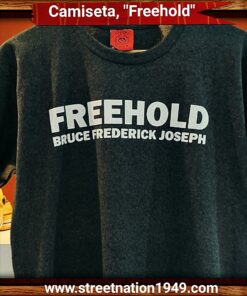 Camiseta, "Freehold"
FREEHOLD
BRUCE FREDERICK JOSEPH
www.streetnation1949.com